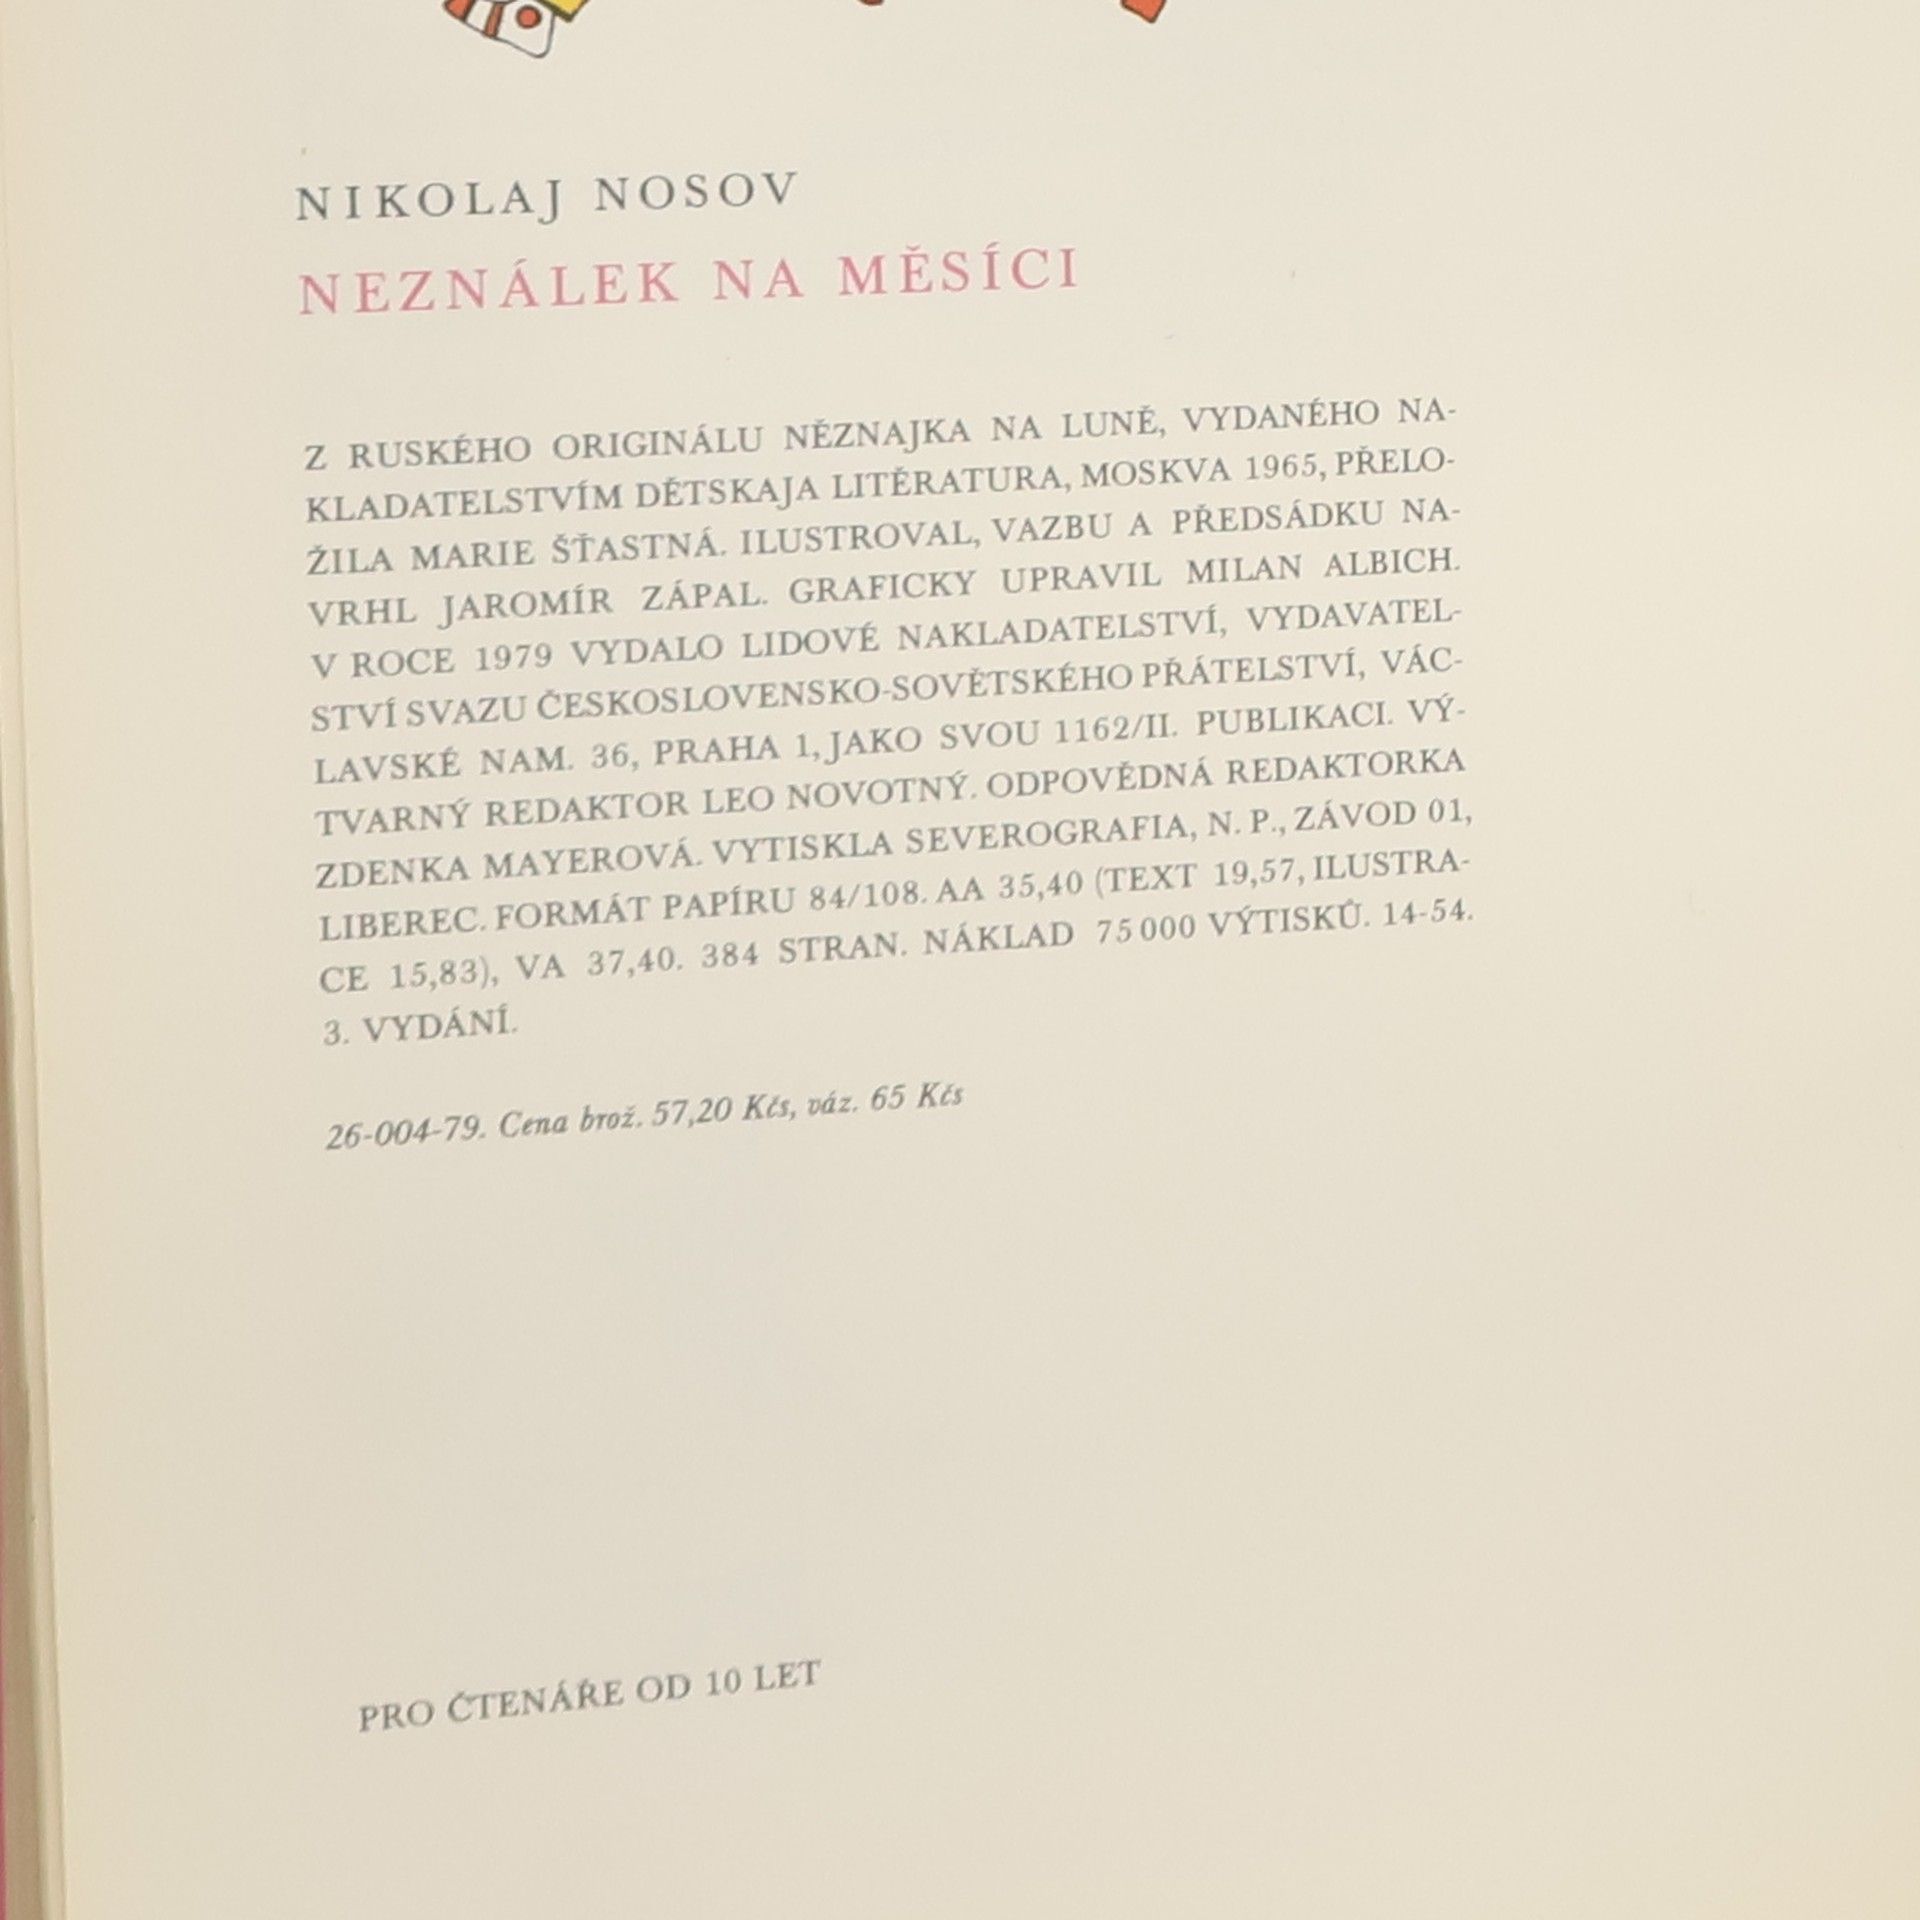 NIKOLAJ NOSOV
NEZNÁLEK NA MĚSÍCI
Z RUSKÉHO ORIGINÁLU NĚZNAJKA NA LUNĚ, VYDANÉHO NA-
KLADATELSTVÍM DĚTSKAJA LITĚRATURA, MOSKVA 1965, PŘELO-
ŽILA MARIE ŠŤASTNÁ. ILUSTROVAL, VAZBU A PŘEDSÁDKU NA-
VRHL JAROMÍR ZÁPAL. GRAFICKY UPRAVIL MILAN ALBICH.
V ROCE 1979 VYDALO LIDOVÉ NAKLADATELSTVÍ, VYDAVATEL-
STVÍ SVAZU ČESKOSLOVENSKO-SOVĚTSKÉHO PŘÁTELSTVÍ, VÁC-
LAVSKÉ NAM. 36, PRAHA 1, JAKO SVOU 1162/II. PUBLIKACI. VÝ-
TVARNÝ REDAKTOR LEO NOVOTNÝ. ODPOVĚDNÁ REDAKTORKA
ZDENKA MAYEROVÁ. VYTISKLA SEVEROGRAFIA, N. P., ZÁVOD 01,
LIBEREC. FORMÁT PAPÍRU 84/108. AA 35,40 (TEXT 19,57, ILUSTRA-
CE 15,83), VA 37,40. 384 STRAN. NÁKLAD 75 000 VÝTISKŮ. 14-54.
3. VYDÁNÍ.
26-004-79. Cena brož. 57,20 Kčs, váz. 65 Kčs
PRO ČTENÁŘE OD 10 LET